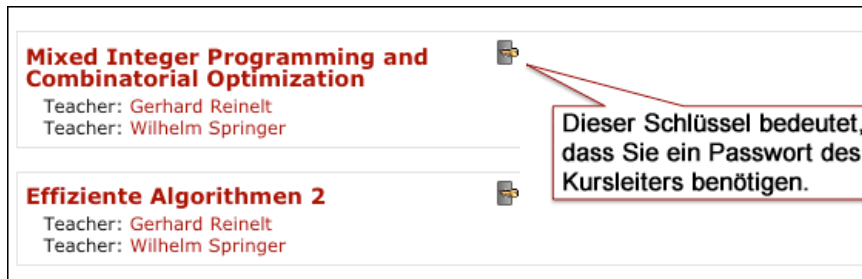 Mixed Integer Programming and
Combinatorial Optimization
Teacher: Gerhard Reinelt
Teacher: Wilhelm Springer
Dieser Schlüssel bedeutet,
dass Sie ein Passwort des
Kursleiters benötigen.
Effiziente Algorithmen 2
Teacher: Gerhard Reinelt
Teacher: Wilhelm Springer